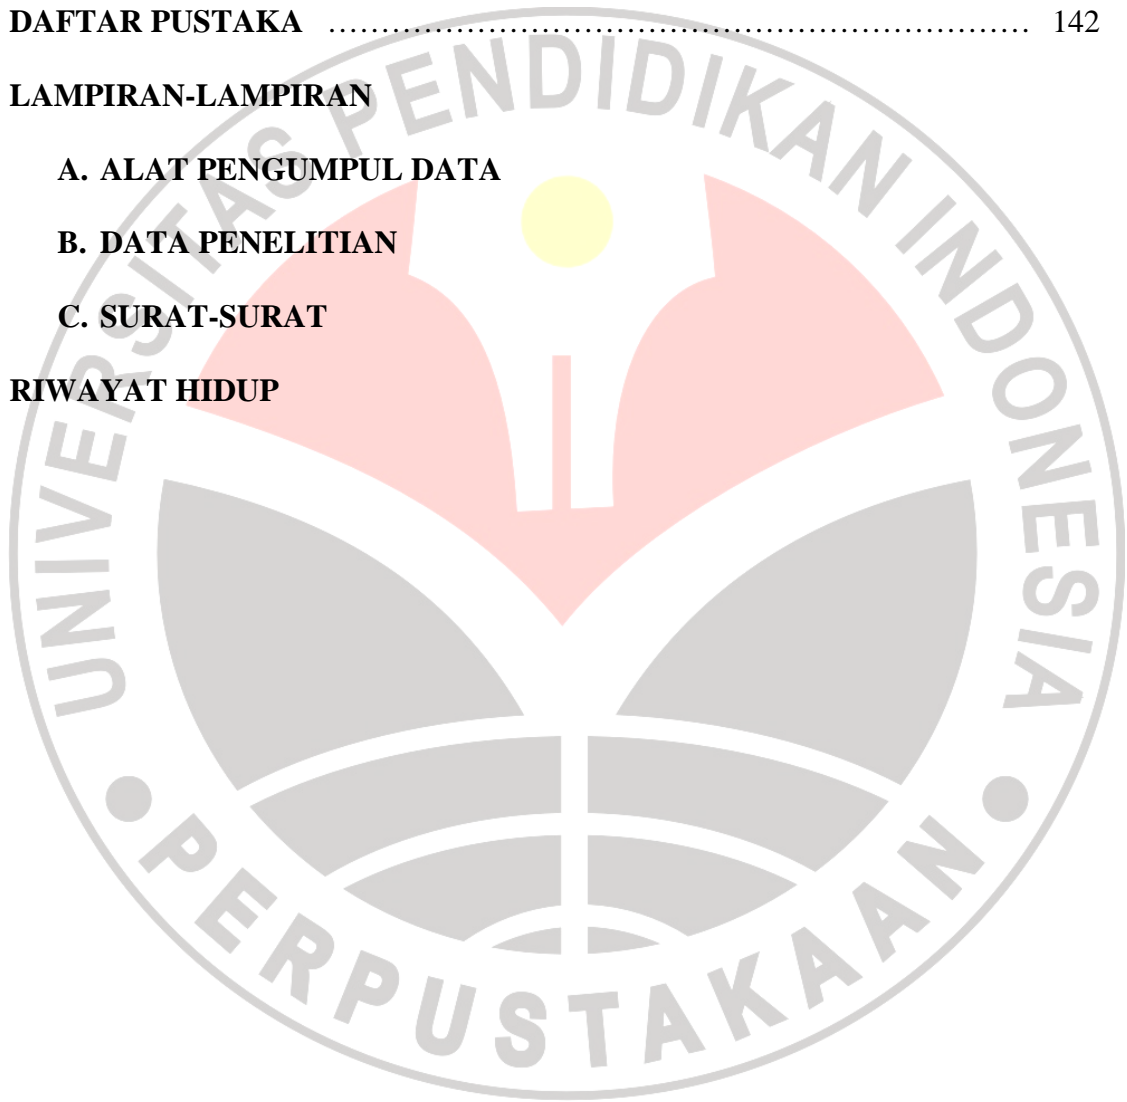 DAFTAR PUSTAKA ………………………………………………………… 142
LAMPIRAN-LAMPIRAN
A. ALAT PENGUMPUL DATA
B. DATA PENELITIAN
C. SURAT-SURAT
RIWAYAT HIDUP
UNIVERSITAS PENDIDIKAN INDONESIA
PERPUSTAKAAN